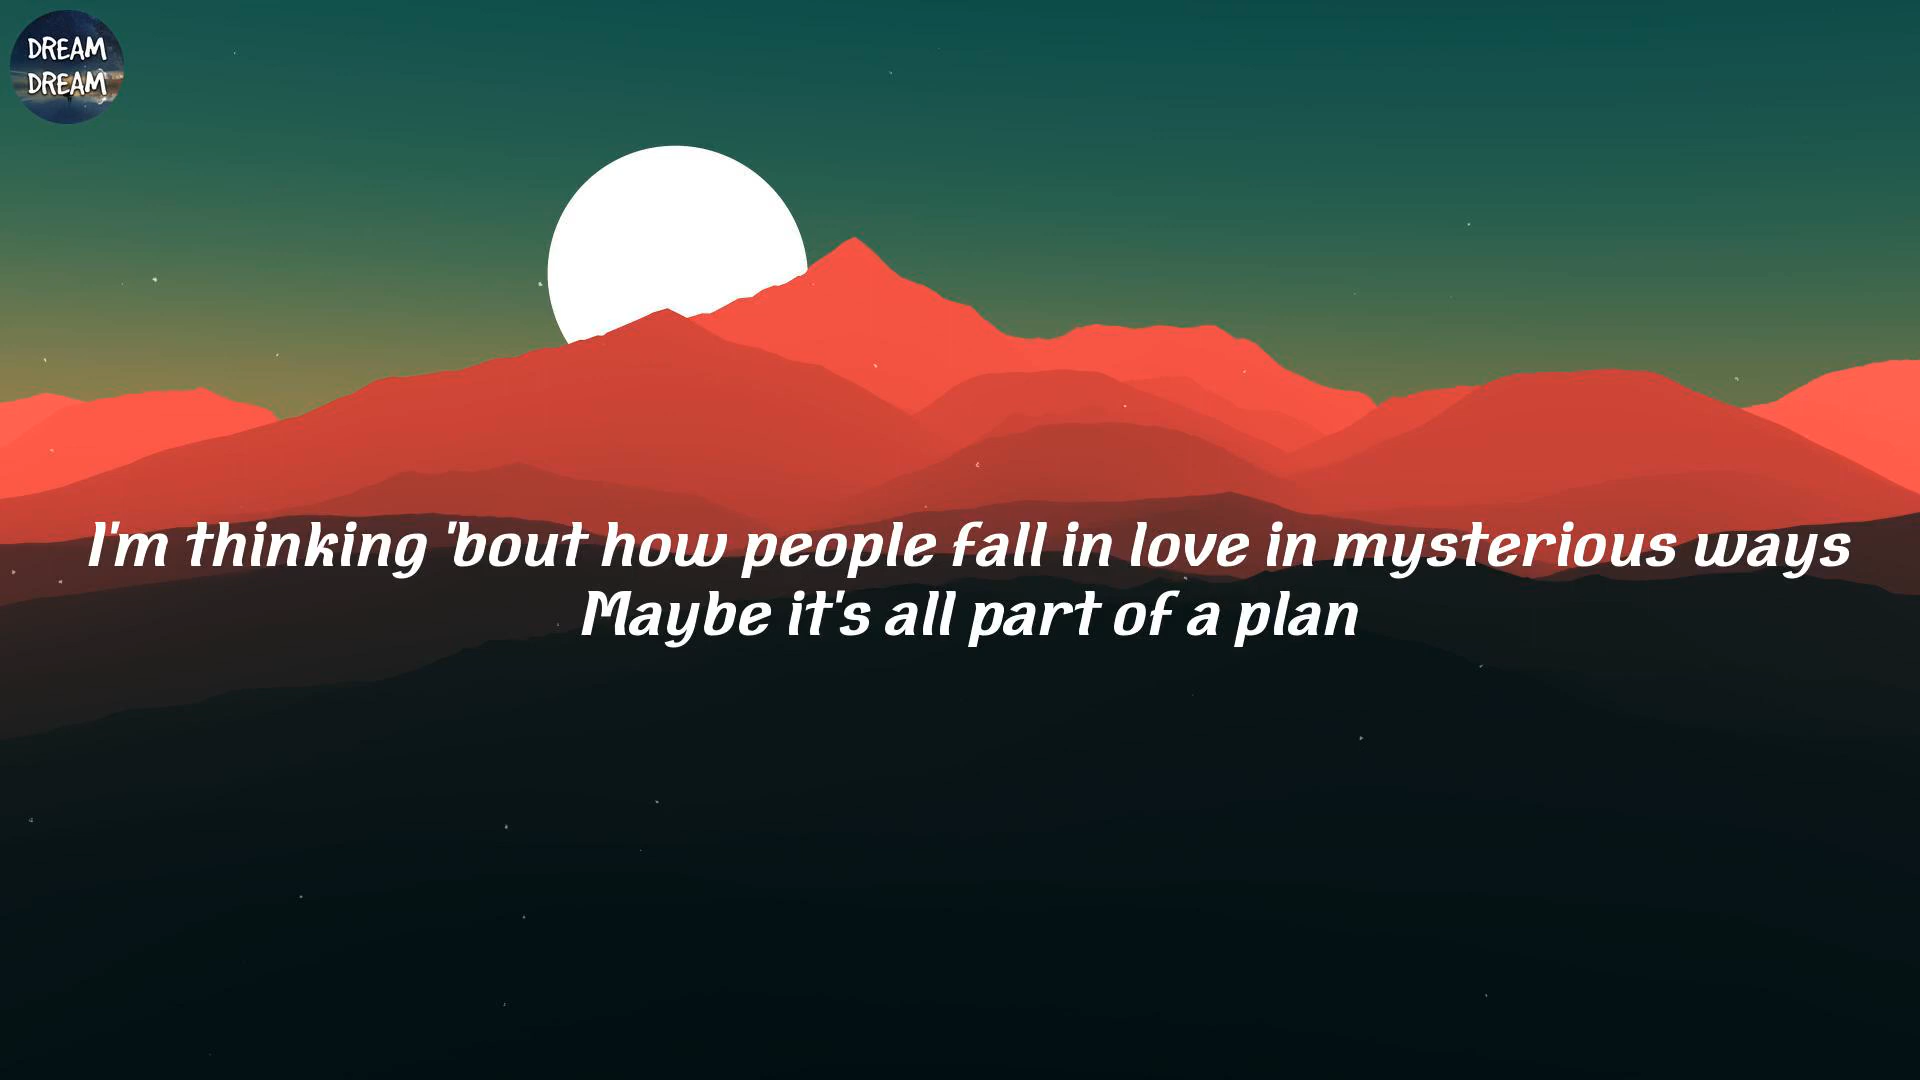 DREAM
DREAM
I'm thinking 'bout how people fall in love in mysterious ways
Maybe it's all part of a plan